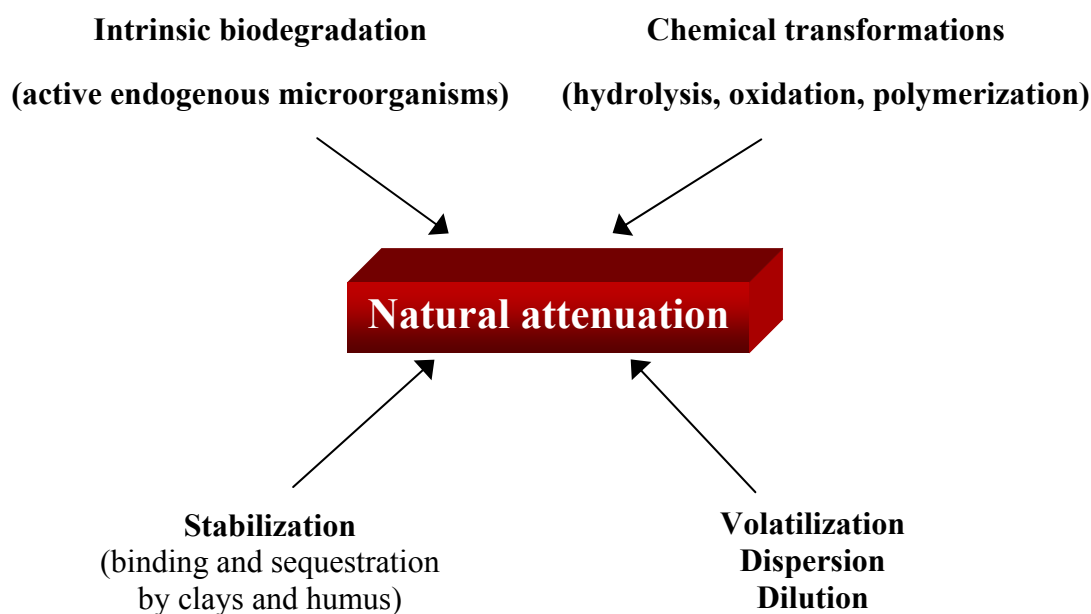 Intrinsic biodegradation
(active endogenous microorganisms)
Chemical transformations
(hydrolysis, oxidation, polymerization)
Natural attenuation
Stabilization
(binding and sequestration
by clays and humus)
Volatilization
Dispersion
Dilution